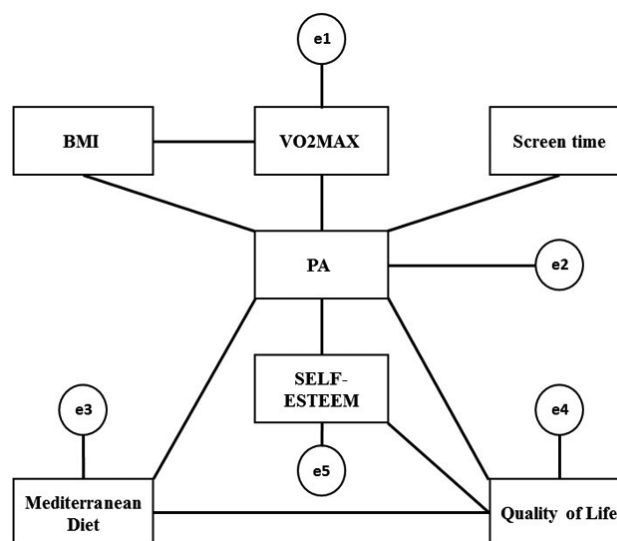 e1
BMI
VO2MAX
Screen time
PA
e2
SELF-
ESTEEM
e3
e4
e5
Mediterranean
Diet
Quality of Life